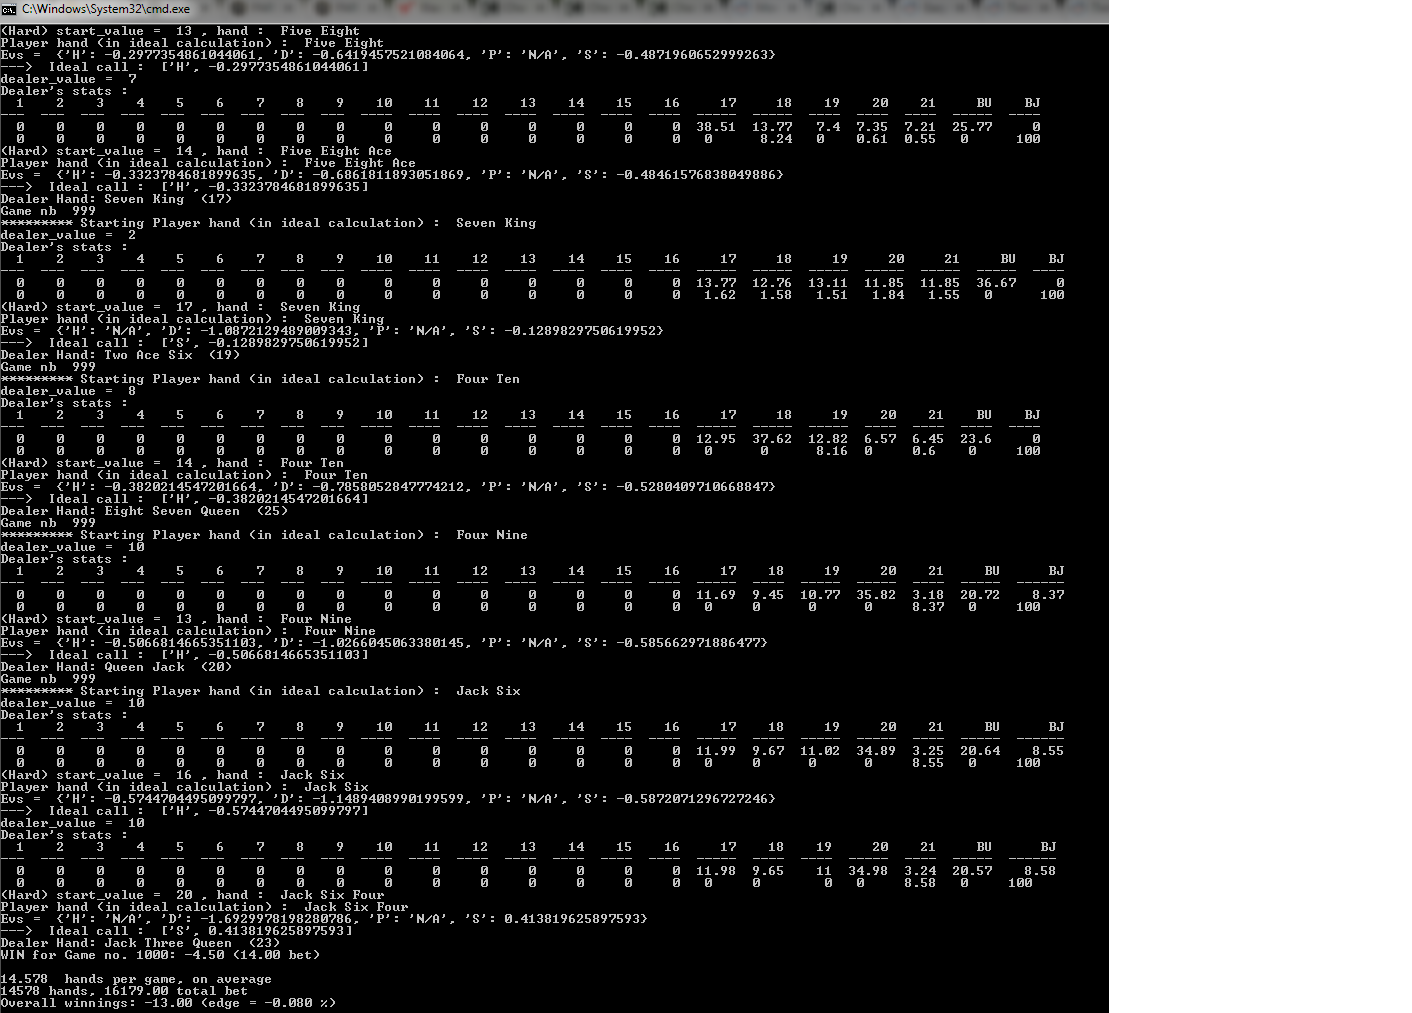 C:\Windows\System32\cmd.exe
(Hard) start_value = 13 , hand : Five Eight
Player hand (in ideal calculation) : Five Eight
Evs = {'H': -0.2977354861044061, 'D': -0.6419457521084064, 'P': 'N/A', 'S': -0.4871960652999263}
---> Ideal call : ['H', -0.2977354861044061]
dealer_value = 7
Dealer's stats :
1 2 3 4 5 6 7 8 9 10 11 12 13 14 15 16 17 18 19 20 21 BU BJ
--- --- --- --- --- --- --- --- --- ---- ---- ---- ---- ---- ---- ---- ----- ----- ---- ---- ---- ----- ----
0 0 0 0 0 0 0 0 0 0 0 0 0 0 0 0 38.51 13.77 7.4 7.35 7.21 25.77 0
0 0 0 0 0 0 0 0 0 0 0 0 0 0 0 0 0 8.24 0 0.61 0.55 0 100
(Hard) start_value = 14 , hand : Five Eight Ace
Player hand (in ideal calculation) : Five Eight Ace
Evs = {'H': -0.3323784681899635, 'D': -0.6861811893051869, 'P': 'N/A', 'S': -0.48461576838049886}
---> Ideal call : ['H', -0.3323784681899635]
Dealer Hand: Seven King (17)
Game nb 999
********* Starting Player hand (in ideal calculation) : Seven King
dealer_value = 2
Dealer's stats :
1 2 3 4 5 6 7 8 9 10 11 12 13 14 15 16 17 18 19 20 21 BU BJ
--- --- --- --- --- --- --- --- --- ---- ---- ---- ---- ---- ---- ---- ----- ----- ----- ----- ----- ----- ----
0 0 0 0 0 0 0 0 0 0 0 0 0 0 0 0 13.77 12.76 13.11 11.85 11.85 36.67 0
0 0 0 0 0 0 0 0 0 0 0 0 0 0 0 0 1.62 1.58 1.51 1.84 1.55 0 100
(Hard) start_value = 17 , hand : Seven King
Player hand (in ideal calculation) : Seven King
Evs = {'H': 'N/A', 'D': -1.0872129489009343, 'P': 'N/A', 'S': -0.1289829750619952}
---> Ideal call : ['S', -0.1289829750619952]
Dealer Hand: Two Ace Six (19)
Game nb 999
********* Starting Player hand (in ideal calculation) : Four Ten
dealer_value = 8
Dealer's stats :
1 2 3 4 5 6 7 8 9 10 11 12 13 14 15 16 17 18 19 20 21 BU BJ
--- --- --- --- --- --- --- --- --- ---- ---- ---- ---- ---- ---- ---- ----- ----- ----- ---- ---- ---- ----
0 0 0 0 0 0 0 0 0 0 0 0 0 0 0 0 12.95 37.62 12.82 6.57 6.45 23.6 0
0 0 0 0 0 0 0 0 0 0 0 0 0 0 0 0 0 0 8.16 0 0.6 0 100
(Hard) start_value = 14 , hand : Four Ten
Player hand (in ideal calculation) : Four Ten
Evs = {'H': -0.3820215447201664, 'D': -0.7858052847774212, 'P': 'N/A', 'S': -0.5280409710668847}
---> Ideal call : ['H', -0.3820215447201664]
Dealer Hand: Eight Seven Queen (25)
Game nb 999
********* Starting Player hand (in ideal calculation) : Four Nine
dealer_value = 10
Dealer's stats :
1 2 3 4 5 6 7 8 9 10 11 12 13 14 15 16 17 18 19 20 21 BU BJ
--- --- --- --- --- --- --- --- --- ---- ---- ---- ---- ---- ---- ---- ----- ---- ----- ----- ---- ----- ------
0 0 0 0 0 0 0 0 0 0 0 0 0 0 0 0 11.69 9.45 10.77 35.82 3.18 20.72 8.37
0 0 0 0 0 0 0 0 0 0 0 0 0 0 0 0 0 0 0 0 8.37 0 100
(Hard) start_value = 13 , hand : Four Nine
Player hand (in ideal calculation) : Four Nine
Evs = {'H': -0.5066814665351103, 'D': -1.0266045063380145, 'P': 'N/A', 'S': -0.585662971886477}
---> Ideal call : ['H', -0.5066814665351103]
Dealer Hand: Queen Jack (20)
Game nb 999
********* Starting Player hand (in ideal calculation) : Jack Six
dealer_value = 10
Dealer's stats :
1 2 3 4 5 6 7 8 9 10 11 12 13 14 15 16 17 18 19 20 21 BU BJ
--- --- --- --- --- --- --- --- --- ---- ---- ---- ---- ---- ---- ---- ----- ---- ----- ----- ---- ----- ------
0 0 0 0 0 0 0 0 0 0 0 0 0 0 0 0 11.99 9.67 11.02 34.89 3.25 20.64 8.55
0 0 0 0 0 0 0 0 0 0 0 0 0 0 0 0 0 0 0 0 8.55 0 100
(Hard) start_value = 16 , hand : Jack Six
Player hand (in ideal calculation) : Jack Six
Evs = {'H': -0.5744704495099797, 'D': -1.1489408990199599, 'P': 'N/A', 'S': -0.5872071296727246}
---> Ideal call : ['H', -0.5744704495099797]
dealer_value = 10
Dealer's stats :
1 2 3 4 5 6 7 8 9 10 11 12 13 14 15 16 17 18 19 20 21 BU BJ
--- --- --- --- --- --- --- --- --- ---- ---- ---- ---- ---- ---- ---- ----- ---- ---- ----- ---- ----- ------
0 0 0 0 0 0 0 0 0 0 0 0 0 0 0 0 11.98 9.65 11 34.98 3.24 20.57 8.58
0 0 0 0 0 0 0 0 0 0 0 0 0 0 0 0 0 0 0 0 8.58 0 100
(Hard) start_value = 20 , hand : Jack Six Four
Player hand (in ideal calculation) : Jack Six Four
Evs = {'H': 'N/A', 'D': -1.6929978198280786, 'P': 'N/A', 'S': 0.413819625897593}
---> Ideal call : ['S', 0.413819625897593]
Dealer Hand: Jack Three Queen (23)
WIN for Game no. 1000: -4.50 (14.00 bet)
14.578 hands per game, on average
14578 hands, 16179.00 total bet
Overall winnings: -13.00 (edge = -0.080 %)